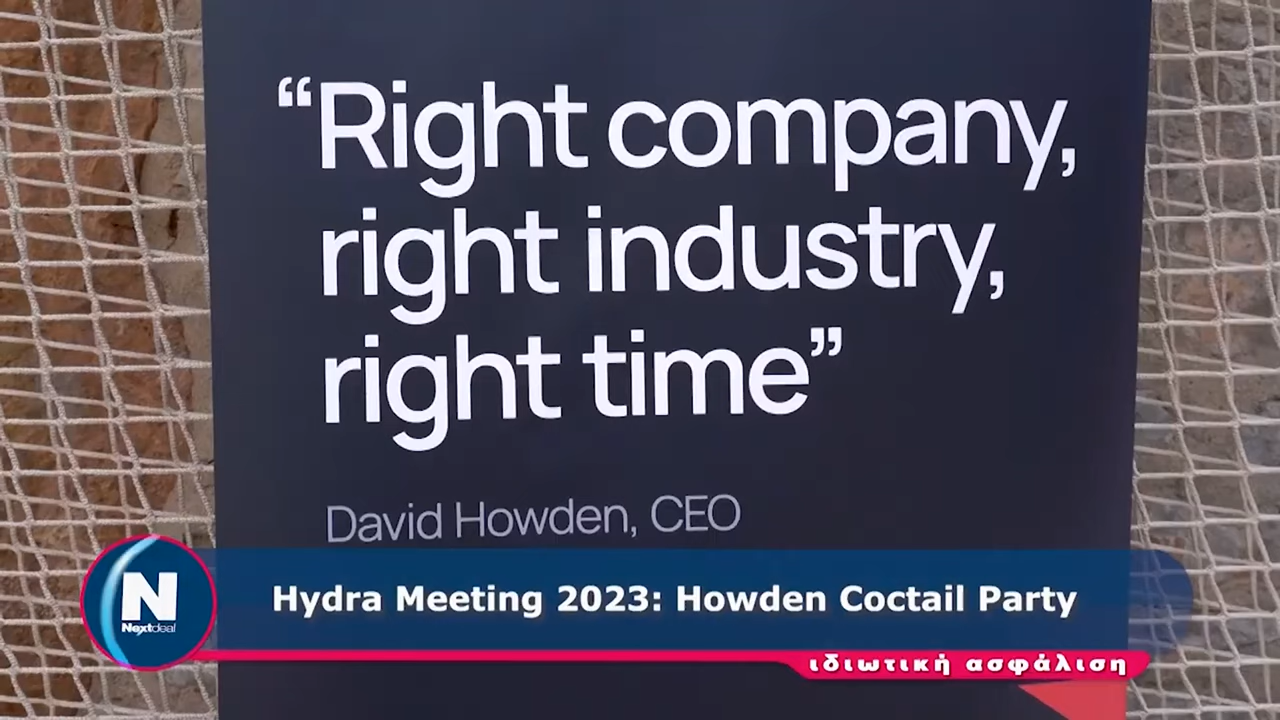 “Right company,
right industry,
right time”
David Howden, CEO
Hydra Meeting 2023: Howden Coctail Party
N
Nextdeal
ιδιωτική ασφάλιση